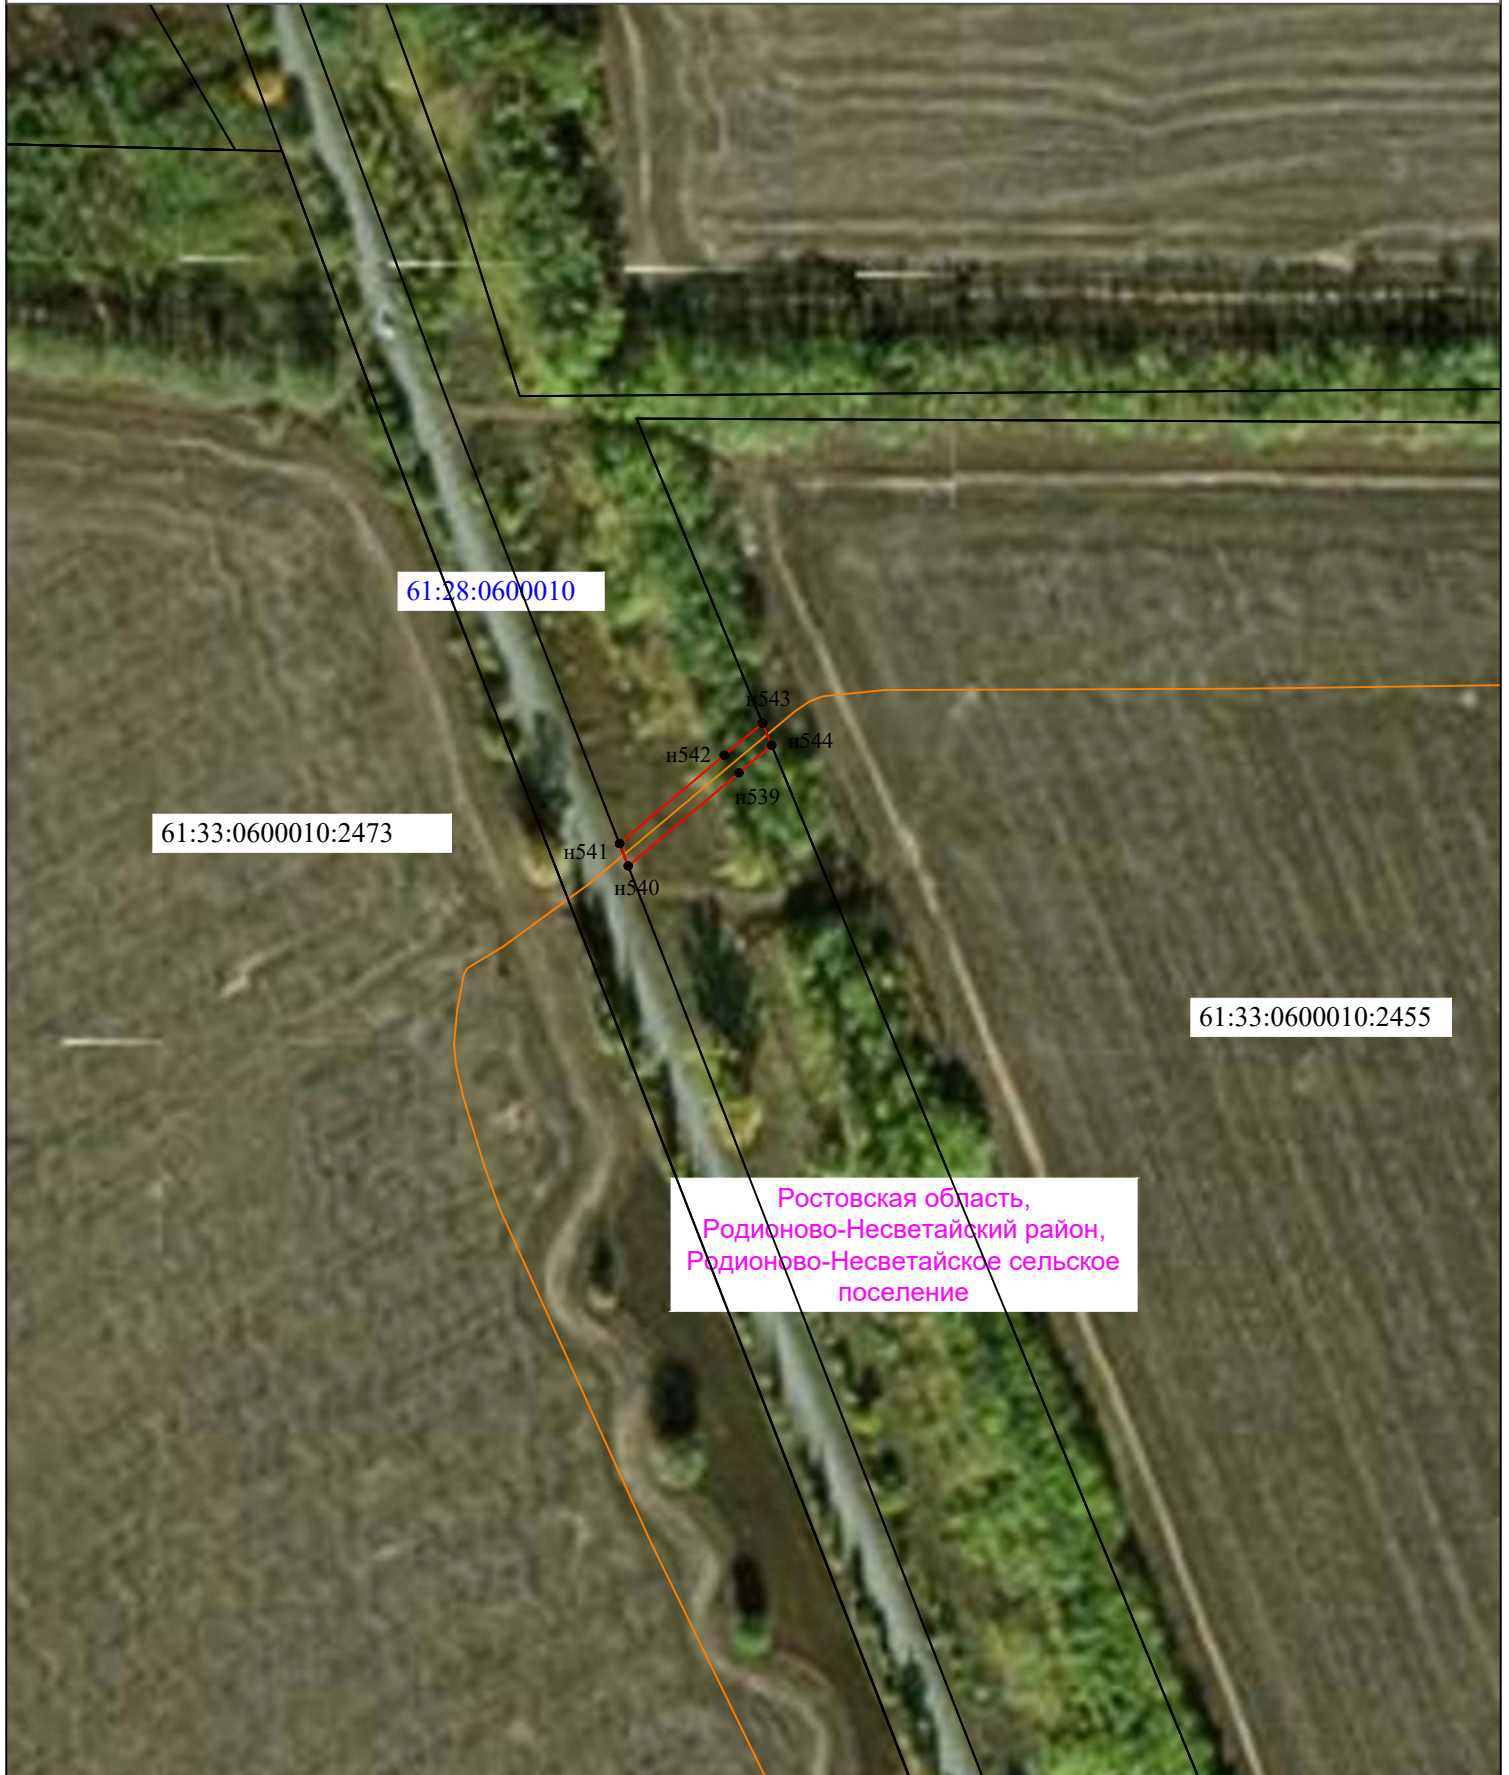 61:28:0600010
н543
н544
н542
н539
61:33:0600010:2473
н541
н540
61:33:0600010:2455
Ростовская область,
Родионово-Несветайский район,
Родионово-Несветайское сельское
поселение